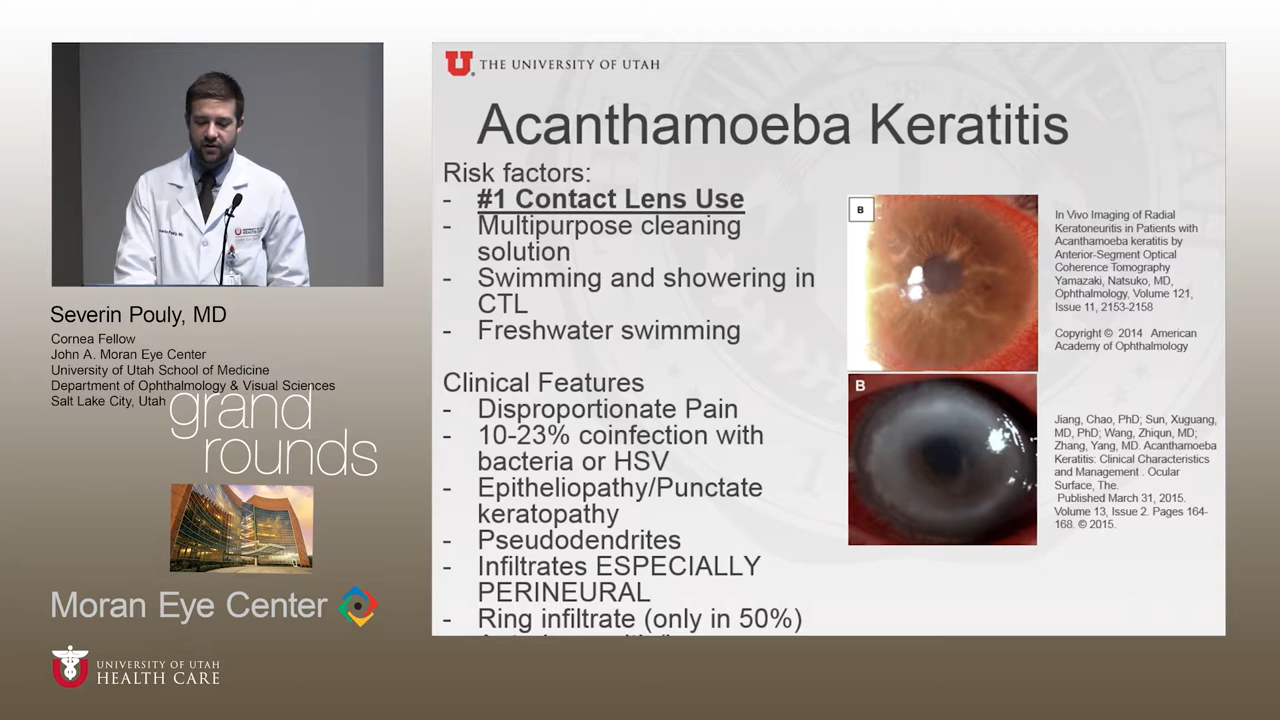 THE UNIVERSITY OF UTAH
Acanthamoeba Keratitis
Risk factors:
- #1 Contact Lens Use
- Multipurpose cleaning
solution
- Swimming and showering in
CTL
- Freshwater swimming
Clinical Features
- Disproportionate Pain
- 10-23% coinfection with
bacteria or HSV
- Epitheliopathy/Punctate
keratopathy
- Pseudodendrites
- Infiltrates ESPECIALLY
PERINEURAL
- Ring infiltrate (only in 50%)
B
In Vivo Imaging of Radial
Keratoneuritis in Patients with
Acanthamoeba keratitis by
Anterior-Segment Optical
Coherence Tomography
Yamazaki, Natsuko, MD,
Ophthalmology, Volume 121,
Issue 11, 2153-2158
Copyright © 2014 American
Academy of Ophthalmology
B
Jiang, Chao, PhD; Sun, Xuguang,
MD, PhD; Wang, Zhiqun, MD;
Zhang, Yang, MD. Acanthamoeba
Keratitis: Clinical Characteristics
and Management . Ocular
Surface, The.
Published March 31, 2015.
Volume 13, Issue 2. Pages 164-
168. © 2015.
Severin Pouly, MD
Cornea Fellow
John A. Moran Eye Center
University of Utah School of Medicine
Department of Ophthalmology & Visual Sciences
Salt Lake City, Utah
grand
rounds
Moran Eye Center
UNIVERSITY OF UTAH
HEALTH CARE